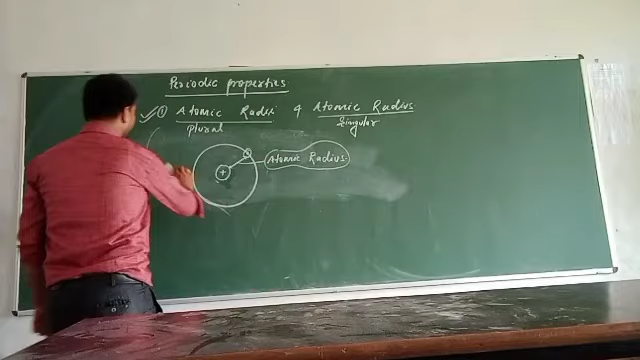 Periodic properties
① Atomic Radii & Atomic Radius
plural Singular
+ Atomic Radius